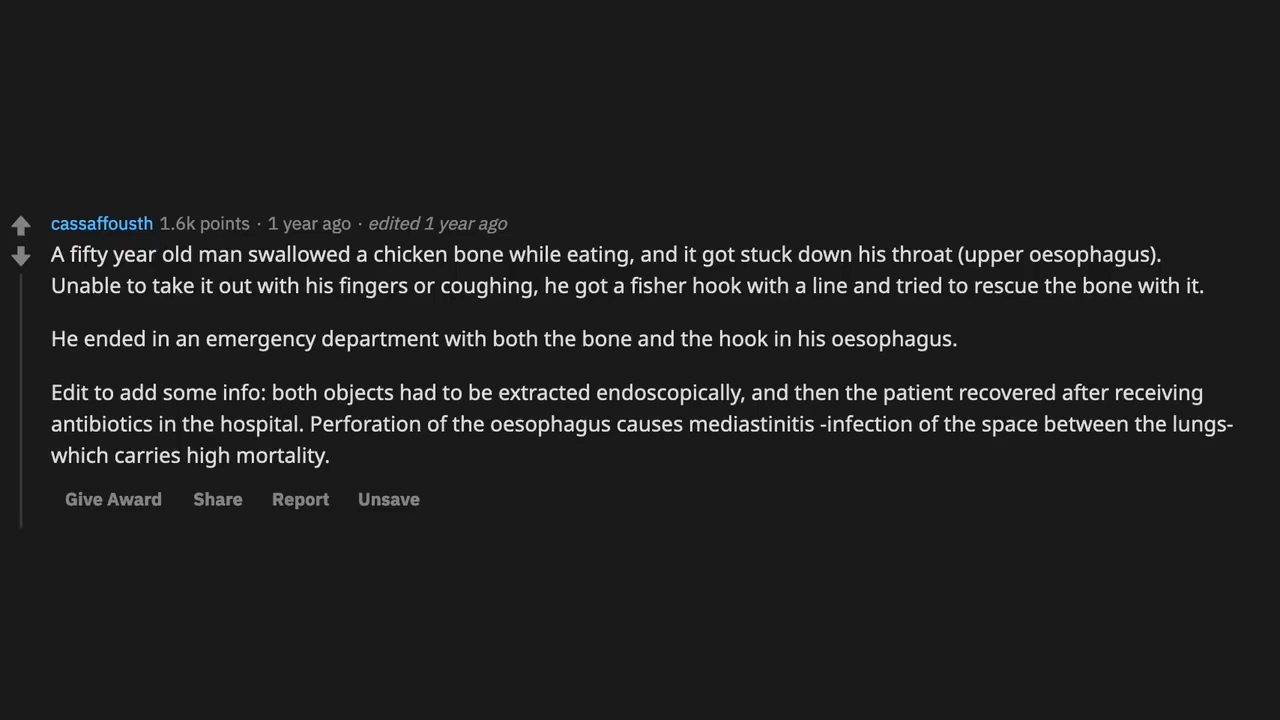 cassaffousth 1.6k points · 1 year ago · edited 1 year ago
A fifty year old man swallowed a chicken bone while eating, and it got stuck down his throat (upper oesophagus).
Unable to take it out with his fingers or coughing, he got a fisher hook with a line and tried to rescue the bone with it.
He ended in an emergency department with both the bone and the hook in his oesophagus.
Edit to add some info: both objects had to be extracted endoscopically, and then the patient recovered after receiving
antibiotics in the hospital. Perforation of the oesophagus causes mediastinitis -infection of the space between the lungs-
which carries high mortality.
Give Award Share Report Unsave